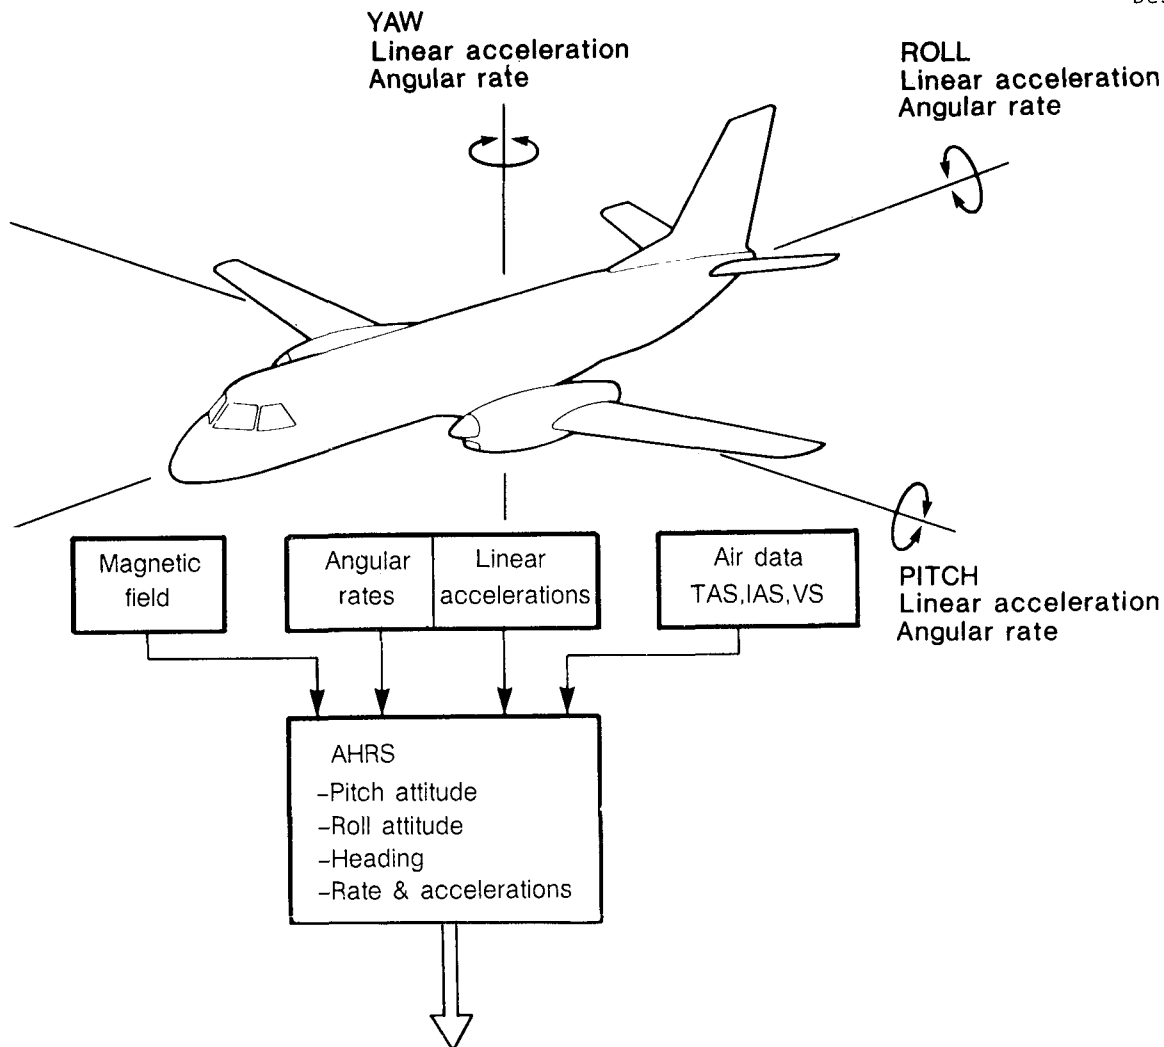 YAW
Linear acceleration
Angular rate
ROLL
Linear acceleration
Angular rate
PITCH
Linear acceleration
Angular rate
Magnetic
field
Angular
rates
Linear
accelerations
Air data
TAS,IAS,VS
AHRS
-Pitch attitude
-Roll attitude
-Heading
-Rate & accelerations